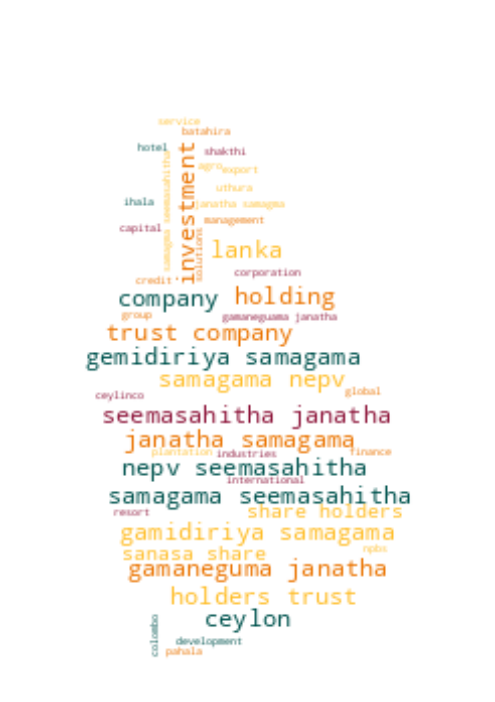 service
batahira
hotel
shakthi
investment
samagma seemasahitha
agro
export
uthura
ihala
janatha samagma
management
capital
solutions
lanka
corporation
credit
company
holding
group
gamaneguama janatha
trust company
gemidiriya samagama
samagama nepv
global
ceylinco
seemasahitha janatha
janatha samagama
plantation
industries
finance
nepv seemasahitha
international
samagama seemasahitha
resort
share holders
gamidiriya samagama
sanasa share
npbs
gamaneguma janatha
holders trust
ceylon
colombo
development
pahala